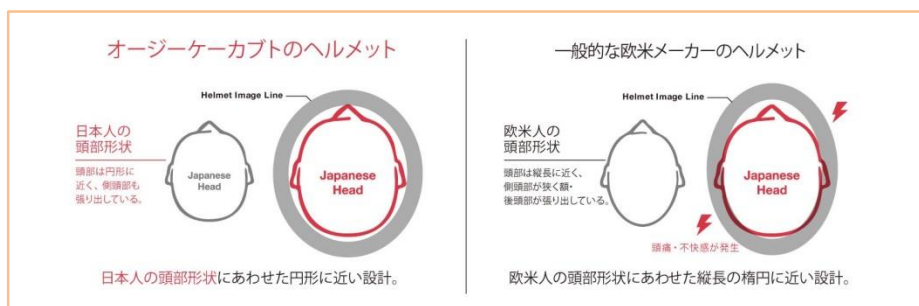 オージーケーカブトのヘルメット
Helmet Image Line
日本人の
頭部形状
頭部は円形に
近く、側頭部も
張り出している。
Japanese
Head
Japanese
Head
日本人の頭部形状にあわせた円形に近い設計。
一般的な欧米メーカーのヘルメット
Helmet Image Line
欧米人の
頭部形状
頭部は縦長に近く、
側頭部が狭く額・
後頭部が張り出している。
Japanese
Head
頭痛・不快感が発生
欧米人の頭部形状にあわせた縦長の楕円に近い設計。